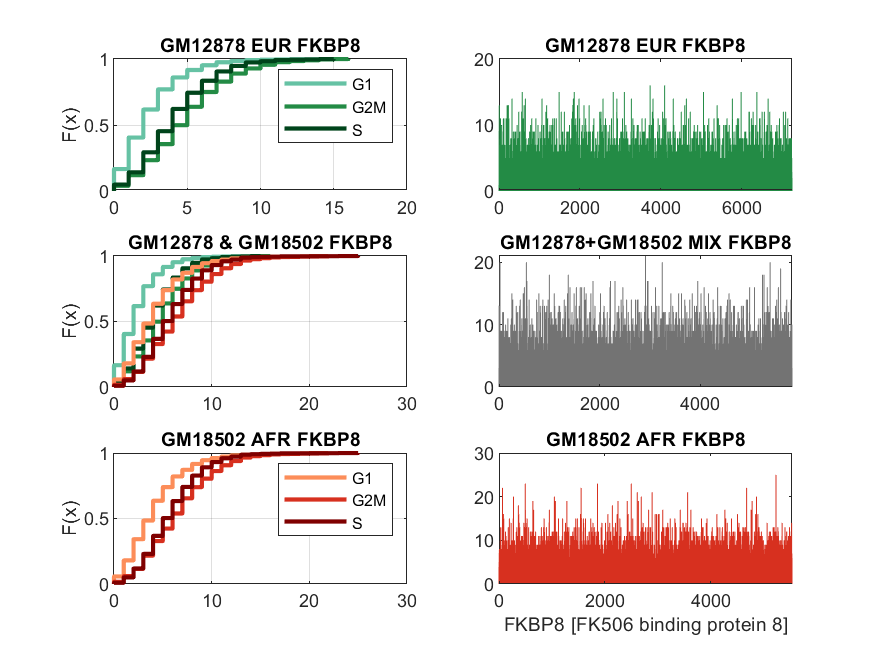 GM12878 EUR FKBP8
1
0.5
0
F(x)
0 5 10 15 20
G1
G2M
S
GM12878 EUR FKBP8
20
15
10
5
0
0 2000 4000 6000
GM12878 & GM18502 FKBP8
1
0.5
0
F(x)
0 10 20 30
GM12878+GM18502 MIX FKBP8
20
10
0
0 2000 4000
GM18502 AFR FKBP8
1
0.5
0
F(x)
0 10 20 30
G1
G2M
S
GM18502 AFR FKBP8
30
20
10
0
0 2000 4000
FKBP8 [FK506 binding protein 8]